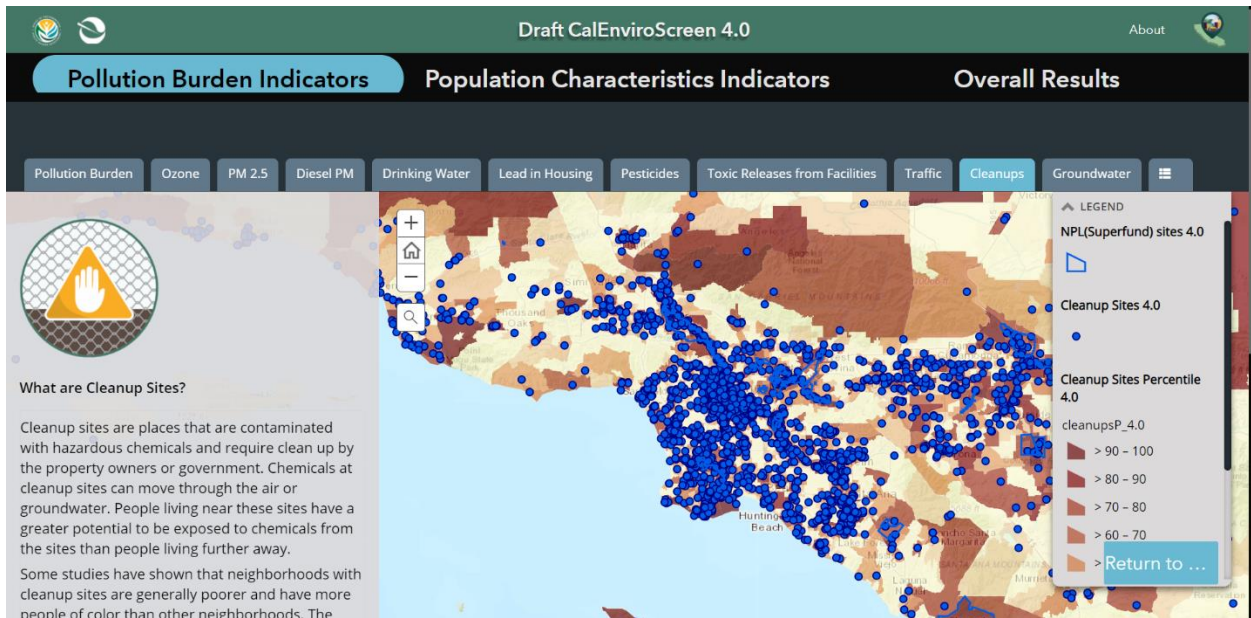 Draft CalEnviroScreen 4.0
About
Pollution Burden Indicators
Population Characteristics Indicators
Overall Results
Pollution Burden
Ozone
PM 2.5
Diesel PM
Drinking Water
Lead in Housing
Pesticides
Toxic Releases from Facilities
Traffic
Cleanups
Groundwater
What are Cleanup Sites?
Cleanup sites are places that are contaminated
with hazardous chemicals and require clean up by
the property owners or government. Chemicals at
cleanup sites can move through the air or
groundwater. People living near these sites have a
greater potential to be exposed to chemicals from
the sites than people living further away.
Some studies have shown that neighborhoods with
cleanup sites are generally poorer and have more
people of color than other neighborhoods. The
+
−
Thousand
Oaks
Angeles
National
Forest
Huntington
Beach
Laguna
LEGEND
NPL(Superfund) sites 4.0
Cleanup Sites 4.0
Cleanup Sites Percentile
4.0
cleanupsP_4.0
> 90 – 100
> 80 – 90
> 70 – 80
> 60 – 70
>
Return to ...